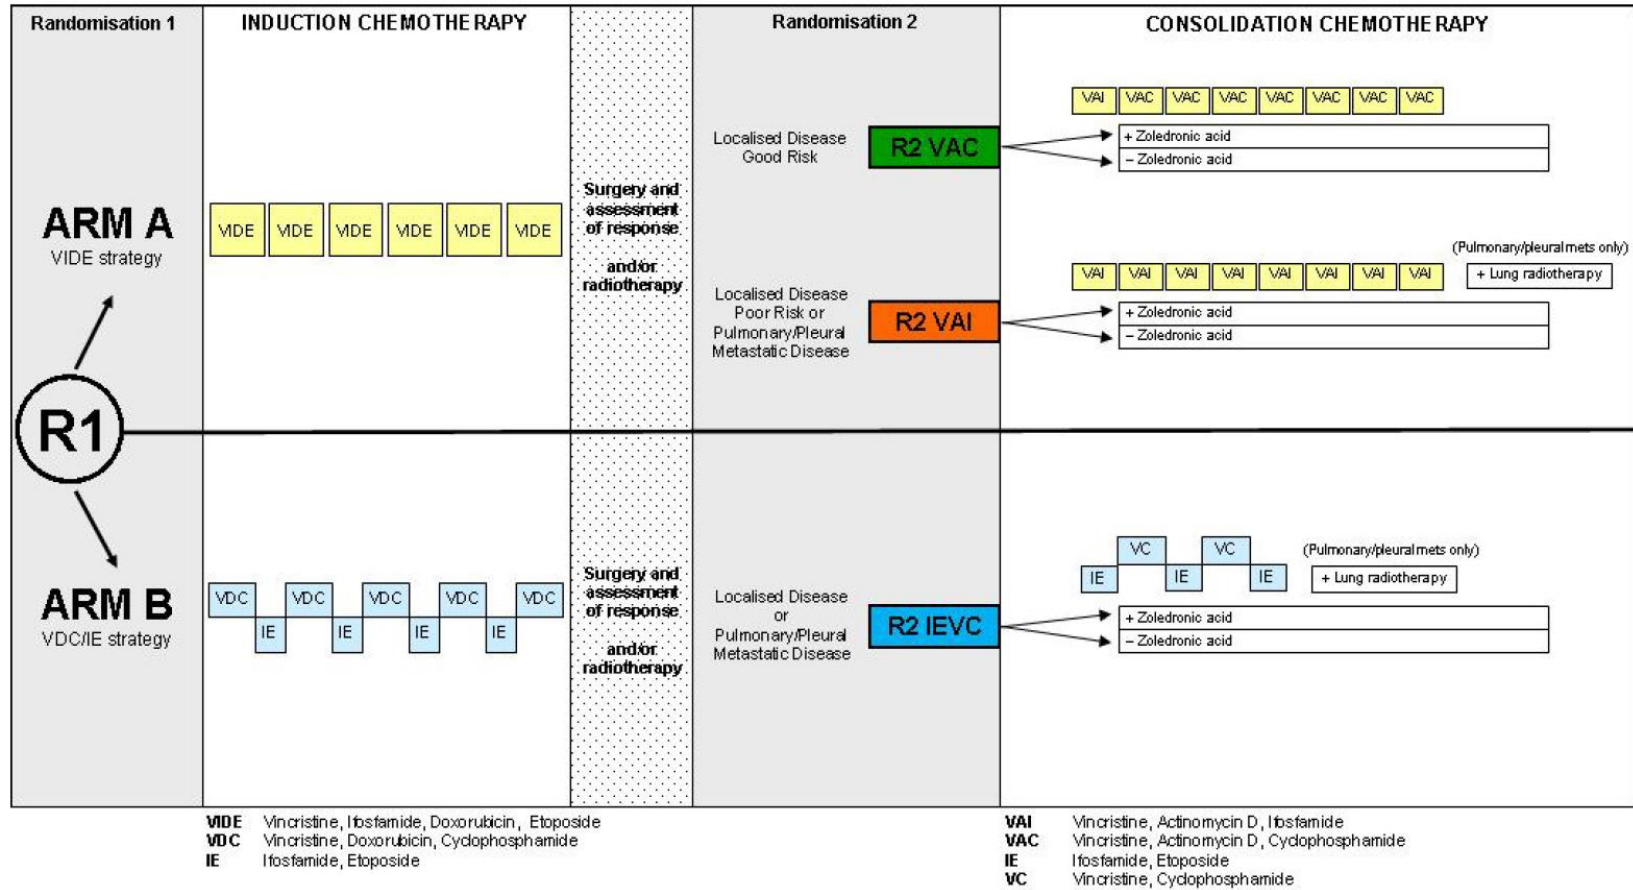 Randomisation 1
INDUCTION CHEMOTHERAPY
Randomisation 2
CONSOLIDATION CHEMOTHERAPY
ARM A
VIDE strategy
VIDE VIDE VIDE VIDE VIDE VIDE
Surgery and
assessment
of response
and/or
radiotherapy
Localised Disease
Good Risk
R2 VAC
VAI VAC VAC VAC VAC VAC VAC VAC
+ Zoledronic acid
– Zoledronic acid
Localised Disease
Poor Risk or
Pulmonary/Pleural
Metastatic Disease
R2 VAI
VAI VAI VAI VAI VAI VAI VAI VAI
(Pulmonary/pleural mets only)
+ Lung radiotherapy
+ Zoledronic acid
– Zoledronic acid
R1
ARM B
VDC/IE strategy
VDC VDC VDC VDC VDC
IE IE IE IE
Surgery and
assessment
of response
and/or
radiotherapy
Localised Disease
or
Pulmonary/Pleural
Metastatic Disease
R2 IEVC
VC VC
IE IE IE
(Pulmonary/pleural mets only)
+ Lung radiotherapy
+ Zoledronic acid
– Zoledronic acid
VIDE Vincristine, Ifosfamide, Doxorubicin, Etoposide
VDC Vincristine, Doxorubicin, Cyclophosphamide
IE Ifosfamide, Etoposide
VAI Vincristine, Actinomycin D, Ifosfamide
VAC Vincristine, Actinomycin D, Cyclophosphamide
IE Ifosfamide, Etoposide
VC Vincristine, Cyclophosphamide